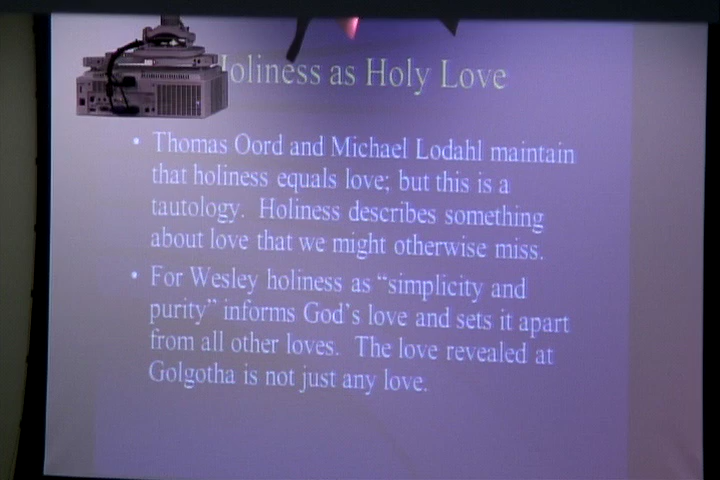 oliness as Holy Love
• Thomas Oord and Michael Lodahl maintain
that holiness equals love; but this is a
tautology. Holiness describes something
about love that we might otherwise miss.
• For Wesley holiness as “simplicity and
purity” informs God’s love and sets it apart
from all other loves. The love revealed at
Golgotha is not just any love.